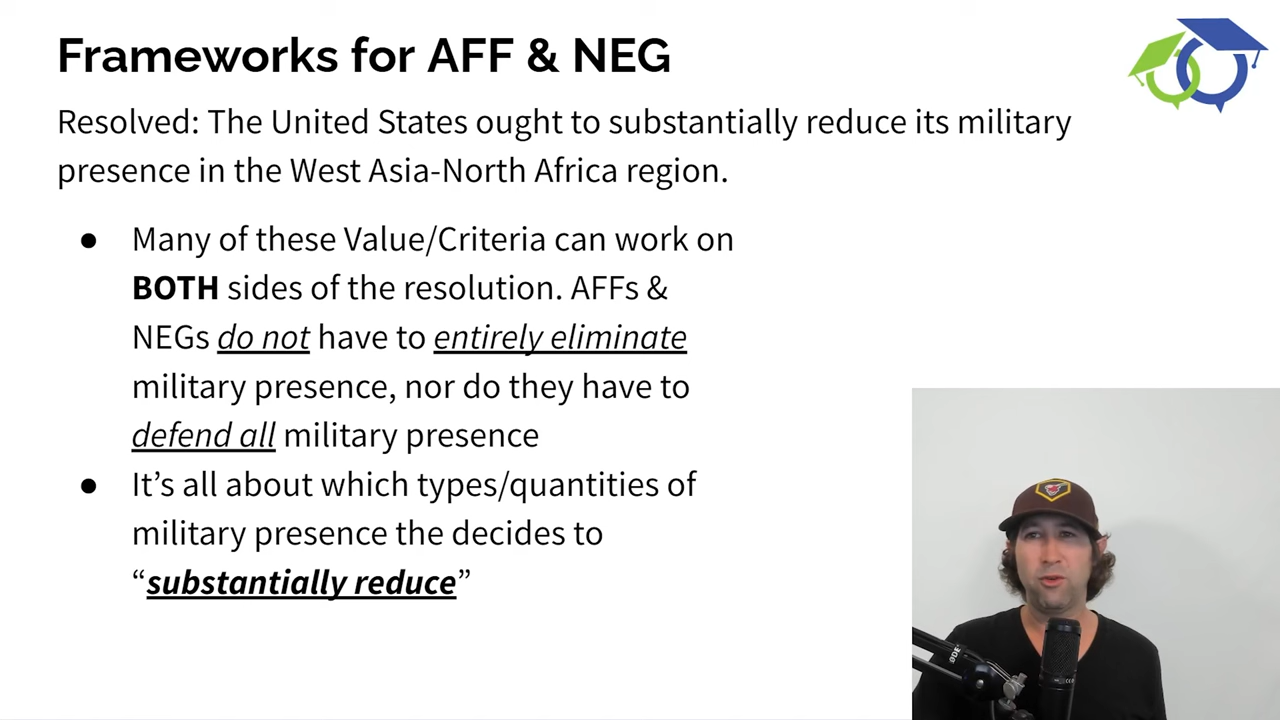 Frameworks for AFF & NEG
Resolved: The United States ought to substantially reduce its military
presence in the West Asia-North Africa region.
● Many of these Value/Criteria can work on
BOTH sides of the resolution. AFFs &
NEGs do not have to entirely eliminate
military presence, nor do they have to
defend all military presence
● It’s all about which types/quantities of
military presence the decides to
“substantially reduce”